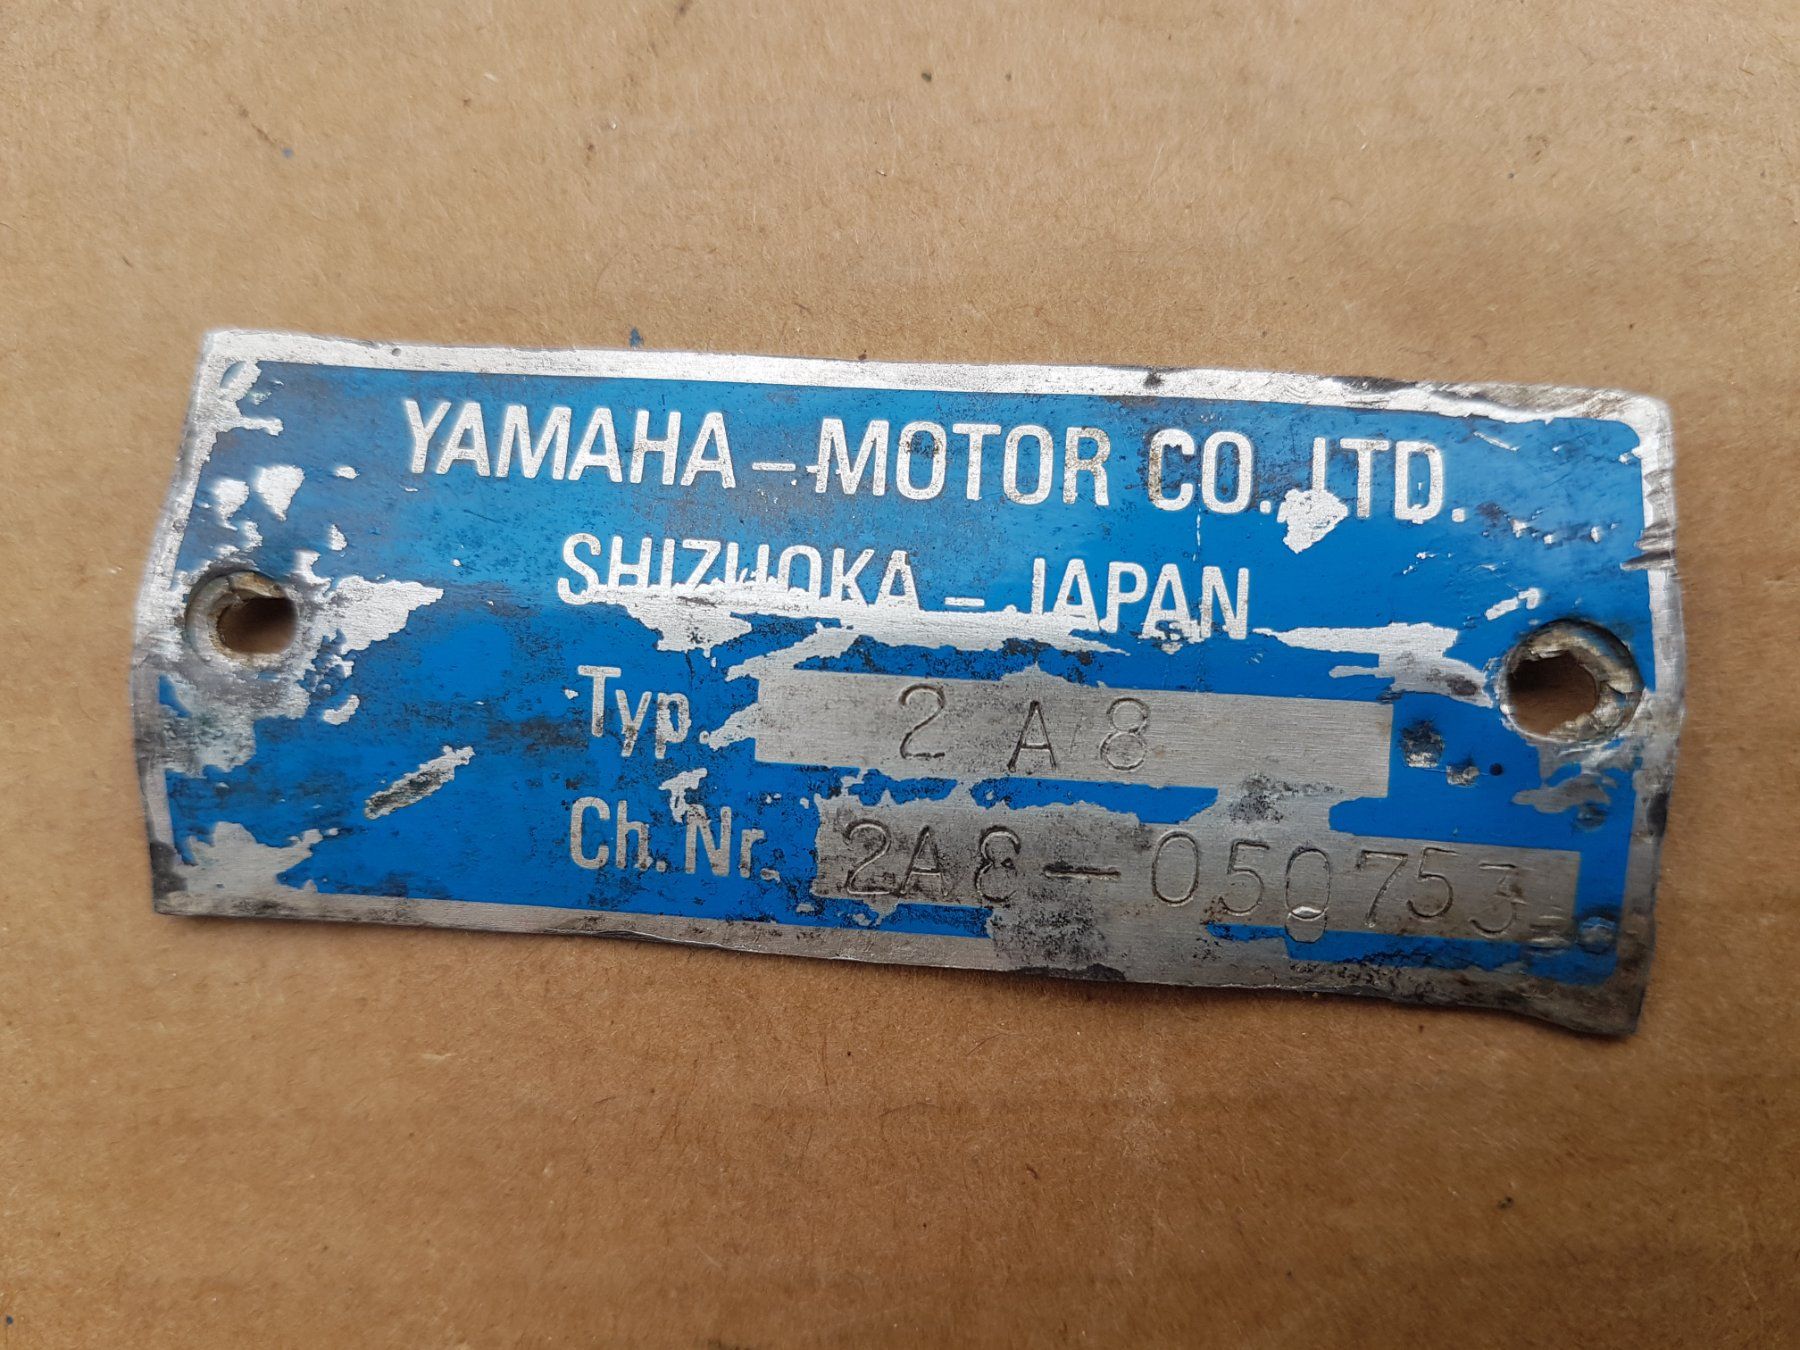 YAMAHA - MOTOR CO. LTD.
SHIZUOKA - JAPAN
Typ. 2A8
Ch. Nr. 2A8-050753